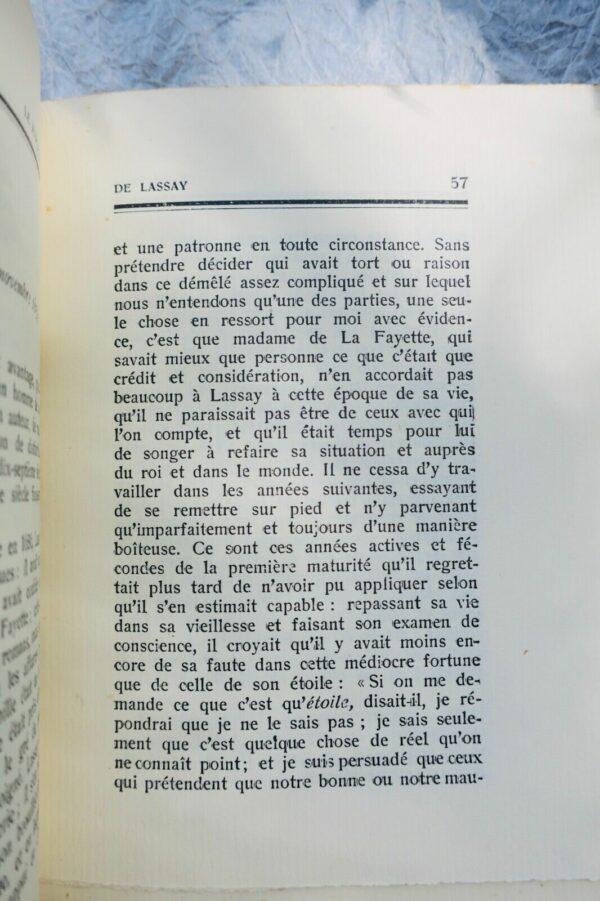 DE LASSAY 57
et une patronne en toute circonstance. Sans
prétendre décider qui avait tort ou raison
dans ce démêlé assez compliqué et sur lequel
nous n'entendons qu'une des parties, une seu-
le chose en ressort pour moi avec éviden-
ce, c'est que madame de La Fayette, qui
savait mieux que personne ce que c'était que
crédit et considération, n'en accordait pas
beaucoup à Lassay à cette époque de sa vie,
qu'il ne paraissait pas être de ceux avec qui
l'on compte, et qu'il était temps pour lui
de songer à refaire sa situation et auprès
du roi et dans le monde. Il ne cessa d'y tra-
vailler dans les années suivantes, essayant
de se remettre sur pied et n'y parvenant
qu'imparfaitement et toujours d'une manière
boîteuse. Ce sont ces années actives et fé-
condes de la première maturité qu'il regret-
tait plus tard de n'avoir pu appliquer selon
qu'il s'en estimait capable : repassant sa vie
dans sa vieillesse et faisant son examen de
conscience, il croyait qu'il y avait moins en-
core de sa faute dans cette médiocre fortune
que de celle de son étoile : « Si on me de-
mande ce que c'est qu'étoile, disait-il, je ré-
pondrai que je ne le sais pas ; je sais seule-
ment que c'est quelque chose de réel qu'on
ne connaît point; et je suis persuadé que ceux
qui prétendent que notre bonne ou notre mau-